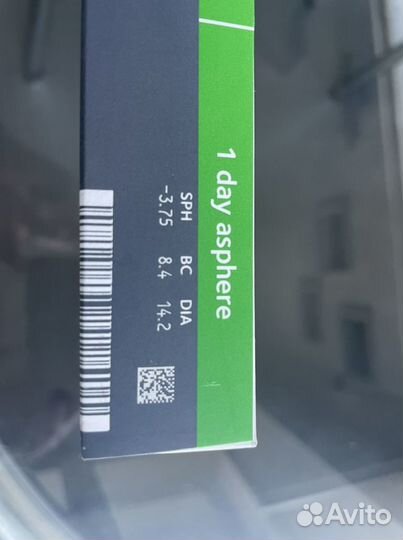 1 day asphere
SPH BC DIA
-3.75 8.4 14.2
Avito